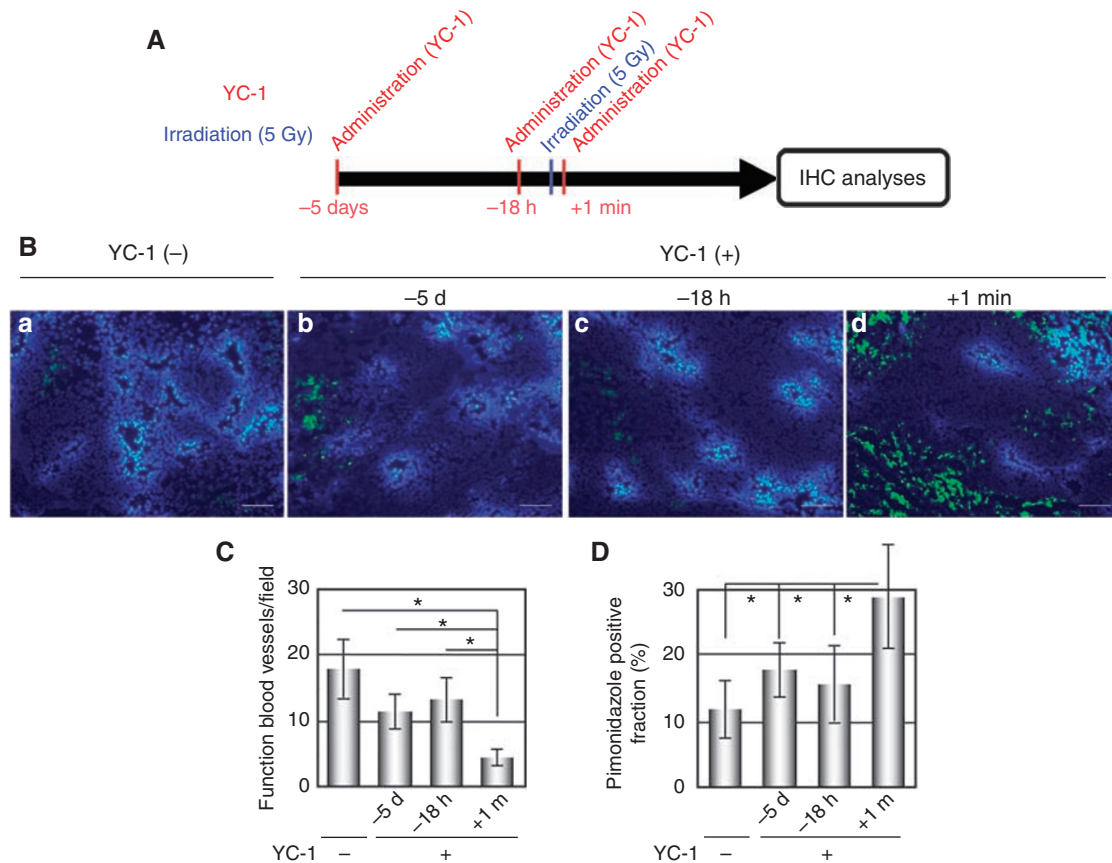 A
YC-1
Irradiation (5 Gy)
Administration (YC-1)
Administration (YC-1)
Irradiation (5 Gy)
Administration (YC-1)
–5 days
–18 h
+1 min
IHC analyses
B
YC-1 (–)
YC-1 (+)
–5 d
–18 h
+1 min
a
b
c
d
C
Function blood vessels/field
30
20
10
0
*
*
*
–5 d
–18 h
+1 m
YC-1
–
+
D
Pimonidazole positive
fraction (%)
30
20
10
0
*
*
*
–5 d
–18 h
+1 m
YC-1
–
+